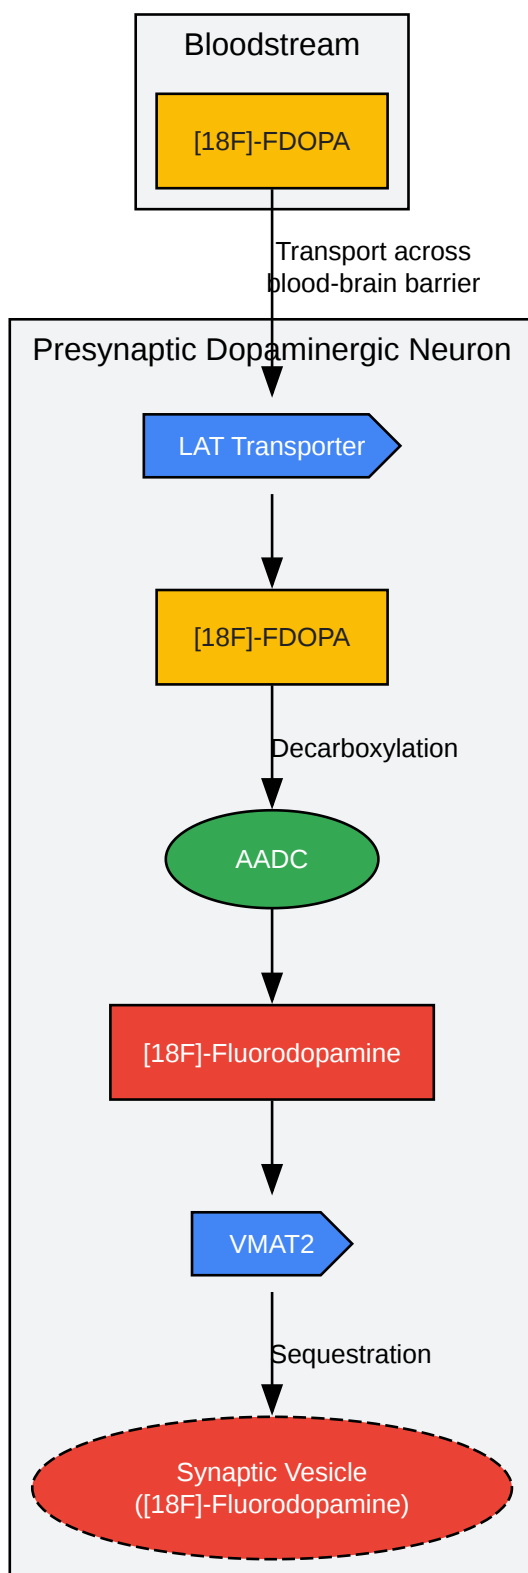 Bloodstream
[18F]-FDOPA
Transport across
blood-brain barrier
Presynaptic Dopaminergic Neuron
LAT Transporter
[18F]-FDOPA
Decarboxylation
AADC
[18F]-Fluorodopamine
VMAT2
Sequestration
Synaptic Vesicle
([18F]-Fluorodopamine)